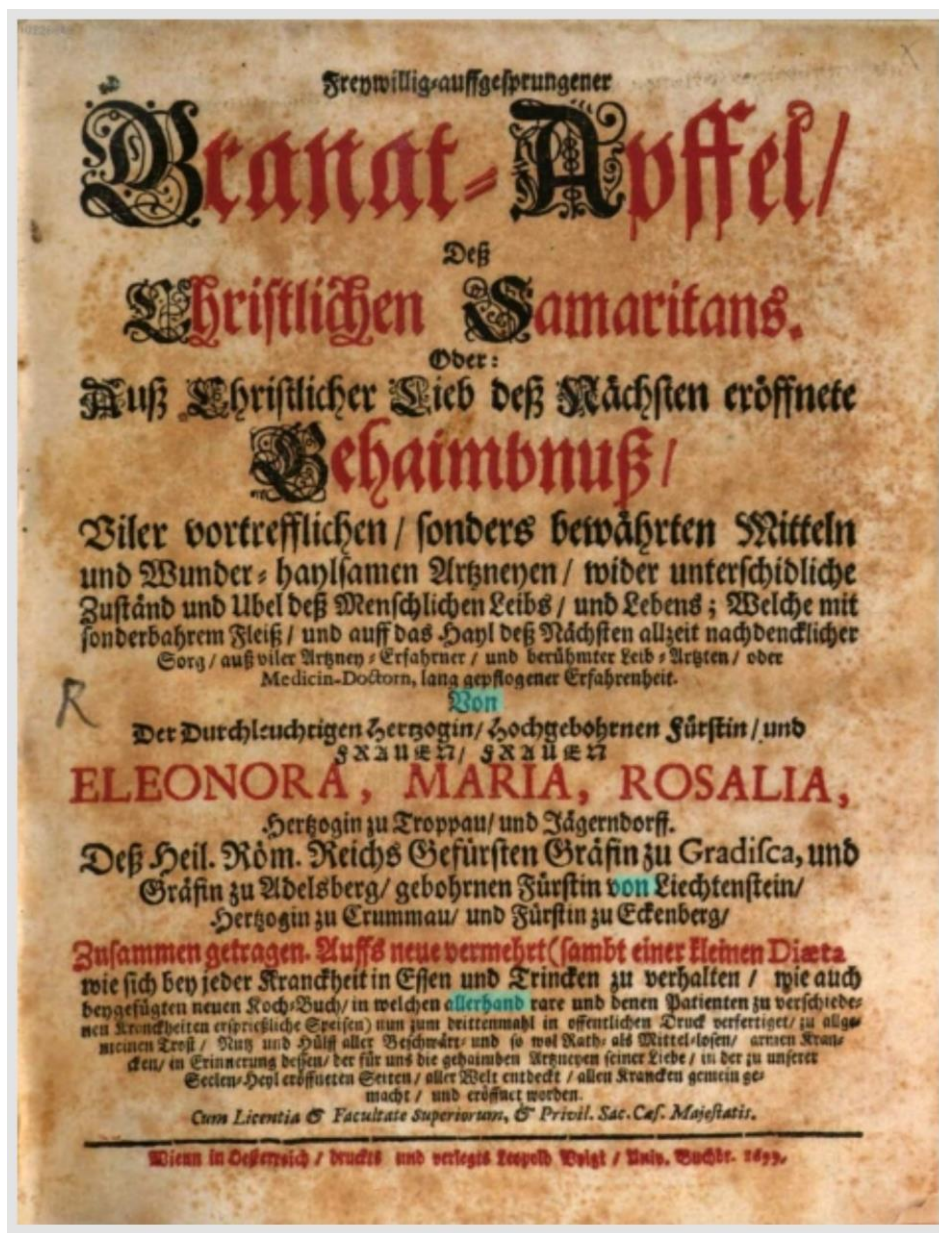 Freywillig-auffgesprungener
Granat-Apffel/
Deß
Christlichen Samaritans.
Oder:
Auß Christlicher Lieb deß Nächsten eröffnete
Gehaimbnuß/
Viler vortrefflichen / sonders bewährten Mitteln
und Wunder-haylsamen Artzneyen / wider unterschidliche
Zuständ und Ubel deß Menschlichen Leibs / und Lebens; Welche mit
sonderbahrem Fleiß / und auff das Hayl deß Nächsten allzeit nachdencklicher
Sorg / auß viler Artzney-Erfahrner / und berühmter Leib-Artzten / oder
Medicin-Doctorn, lang gepflogener Erfahrenheit.
Von
R
Der Durchleuchtigen Hertzogin/ Hochgebohrnen Fürstin / und
FRAUEN/ FRAUEN
ELEONORA, MARIA, ROSALIA,
Hertzogin zu Troppau/ und Jägerndorff.
Deß Heil. Röm. Reichs Gefürsten Gräfin zu Gradisca, und
Gräfin zu Adelsberg/ gebohrnen Fürstin von Liechtenstein/
Hertzogin zu Crummau/ und Fürstin zu Eckenberg/
Zusammen getragen. Auffs neue vermehrt (sambt einer kleinen Diæta
wie sich bey jeder Kranckheit in Essen und Trincken zu verhalten / wie auch
beygefügten neuen Koch-Buch/ in welchen allerhand rare und denen Patienten zu verschiede-
nen Kranckheiten ersprießliche Speisen) nun zum drittenmahl in offentlichen Druck verfertiget/ zu allge-
meinen Trost / Nutz und Hülff aller Beschwärt- und so wol Rath- als Mittel-losen/ armen Kran-
cken/ in Erinnerung dessen/ der für uns die gehaimben Artzneyen seiner Liebe / in der zu unserer
Seelen-Heyl eröffneten Seiten / aller Welt entdeckt / allen Krancken gemein ge-
macht / und eröffnet worden.
Cum Licentia & Facultate Superiorum, & Privil. Sac. Cæs. Majestatis.
Wienn in Oesterreich / druckts und verlegts Leopold Voigt / Univ. Buchdr.